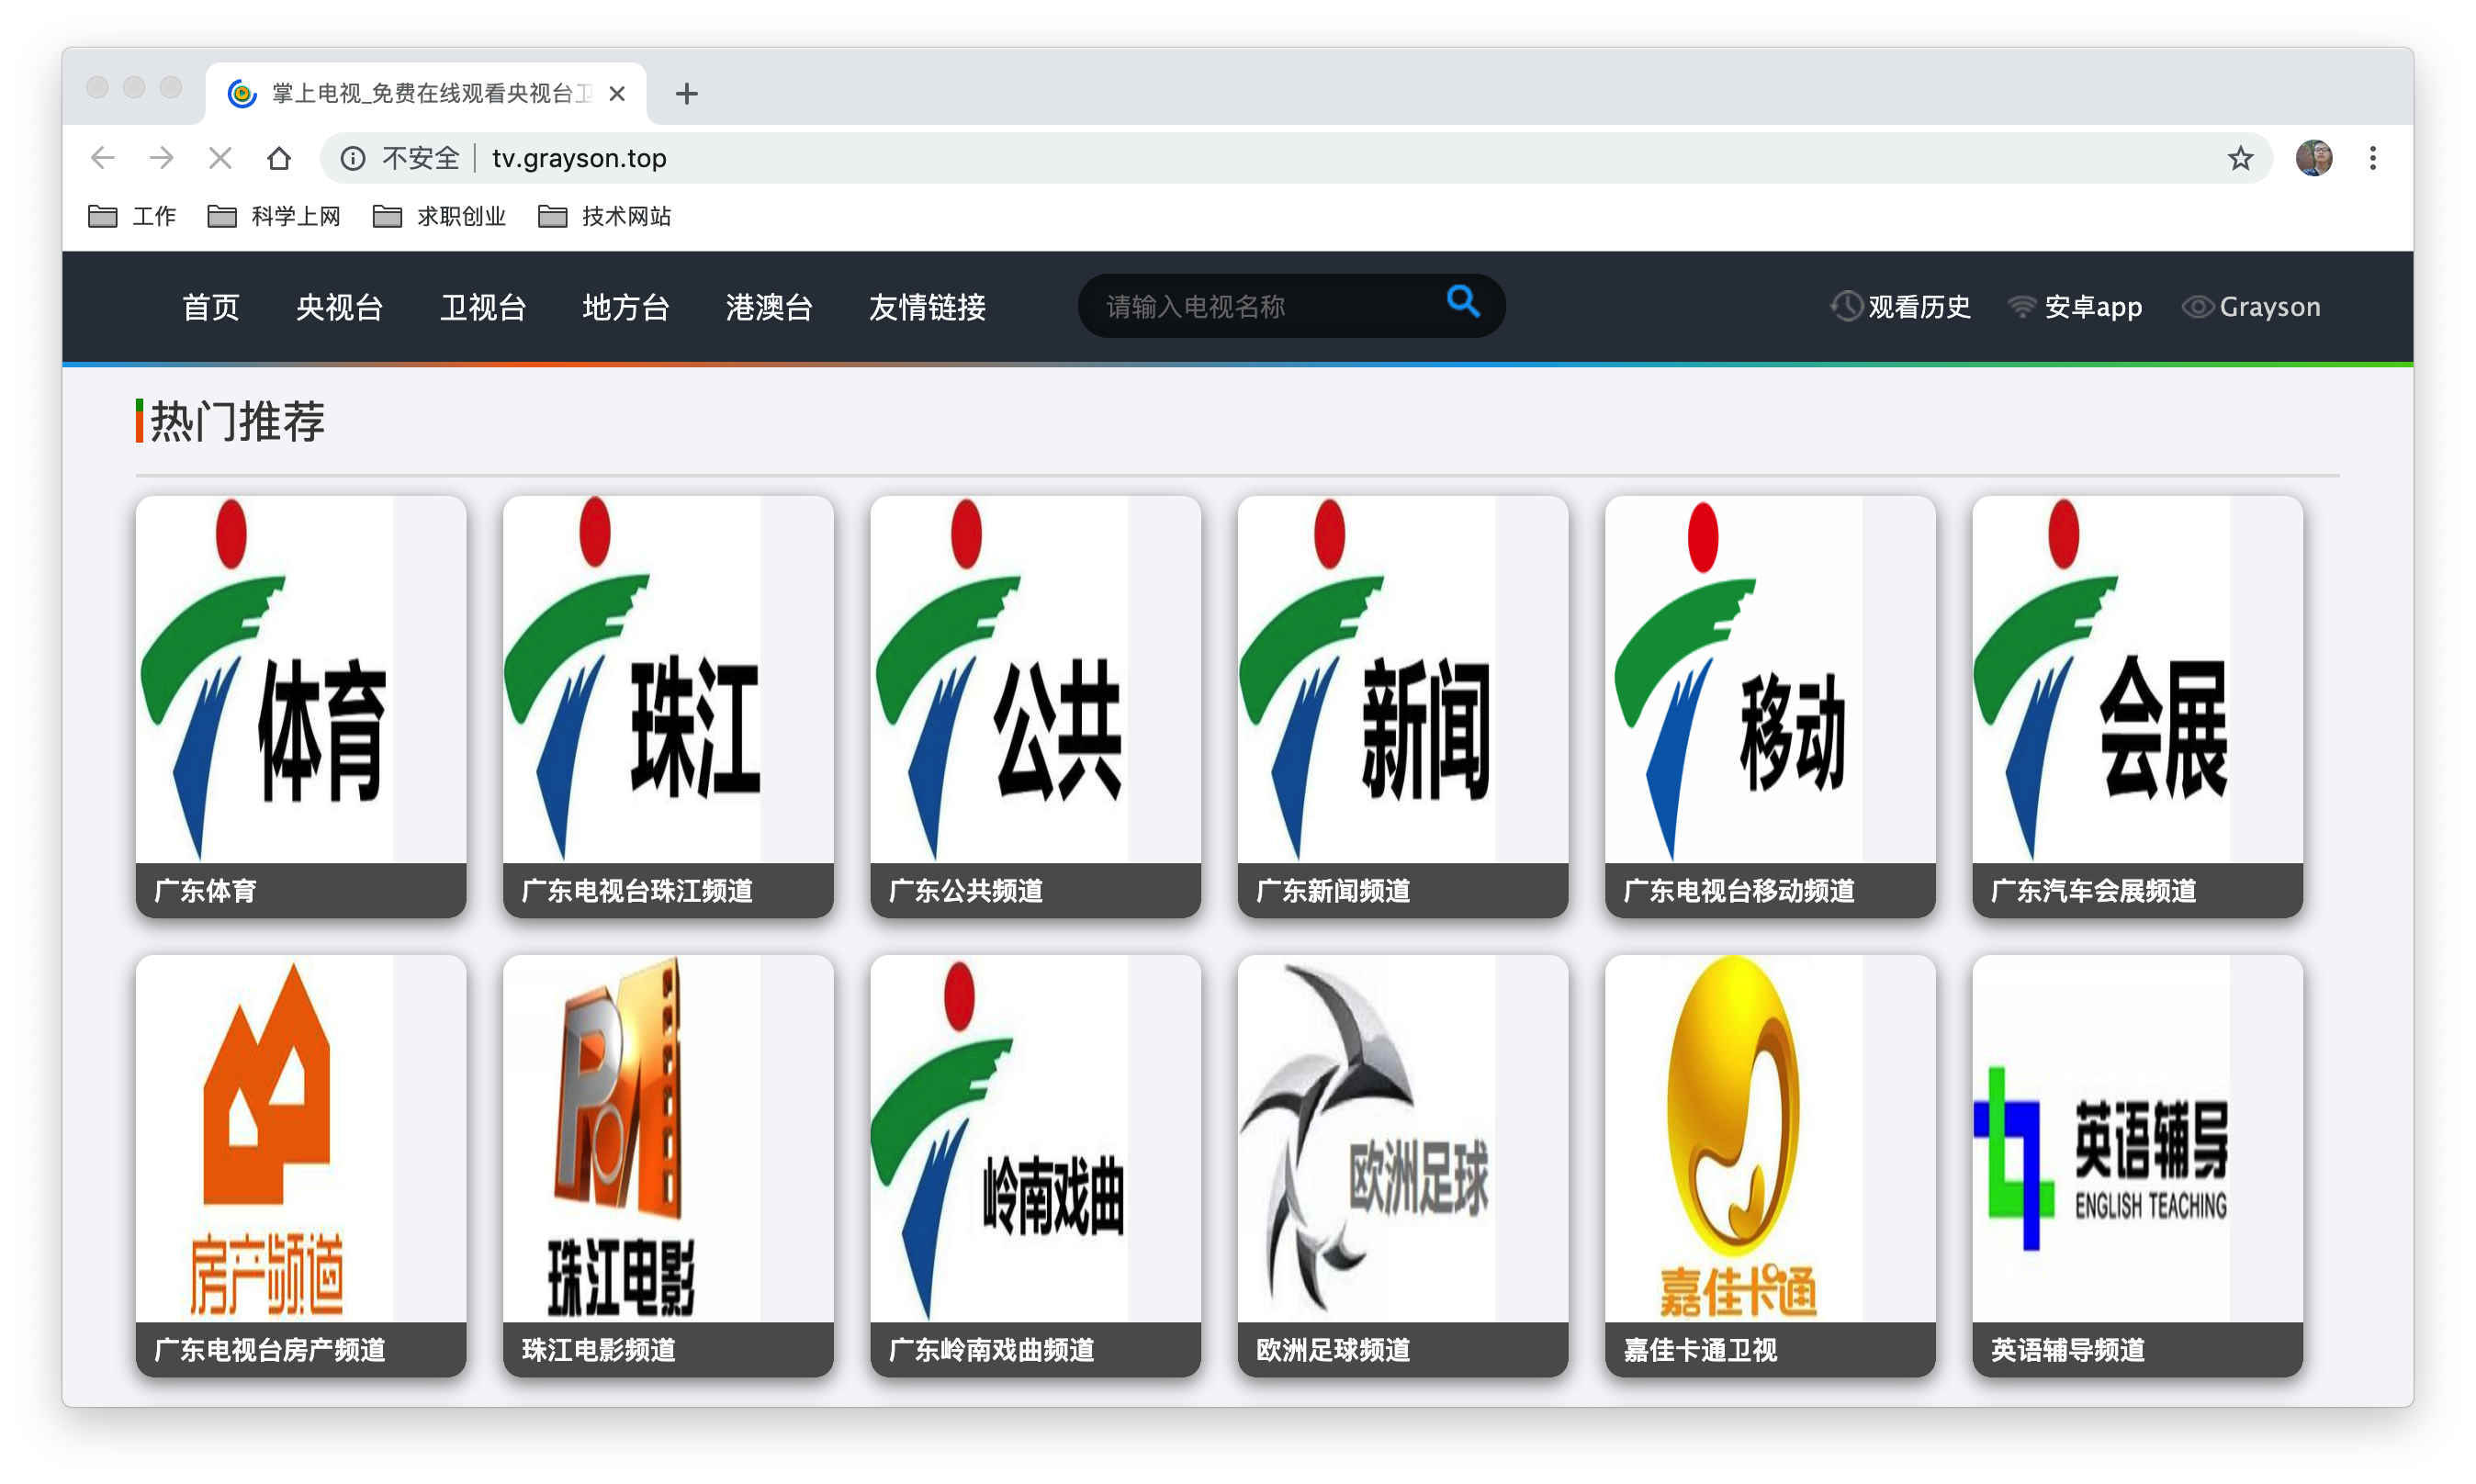 掌上电视_免费在线观看央视台卫
不安全 | tv.grayson.top
工作 科学上网 求职创业 技术网站
首页 央视台 卫视台 地方台 港澳台 友情链接 请输入电视名称 观看历史 安卓app Grayson
热门推荐
体育 珠江 公共 新闻 移动 会展
广东体育 广东电视台珠江频道 广东公共频道 广东新闻频道 广东电视台移动频道 广东汽车会展频道
房产频道
珠江电影
岭南戏曲
欧洲足球
嘉佳卡通
英语辅导
ENGLISH TEACHING
广东电视台房产频道 珠江电影频道 广东岭南戏曲频道 欧洲足球频道 嘉佳卡通卫视 英语辅导频道